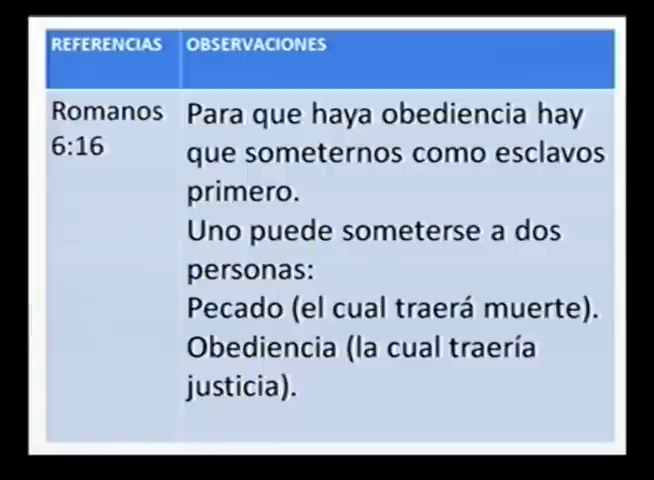 REFERENCIAS OBSERVACIONES
Romanos 6:16
Para que haya obediencia hay
que someternos como esclavos
primero.
Uno puede someterse a dos
personas:
Pecado (el cual traerá muerte).
Obediencia (la cual traería
justicia).